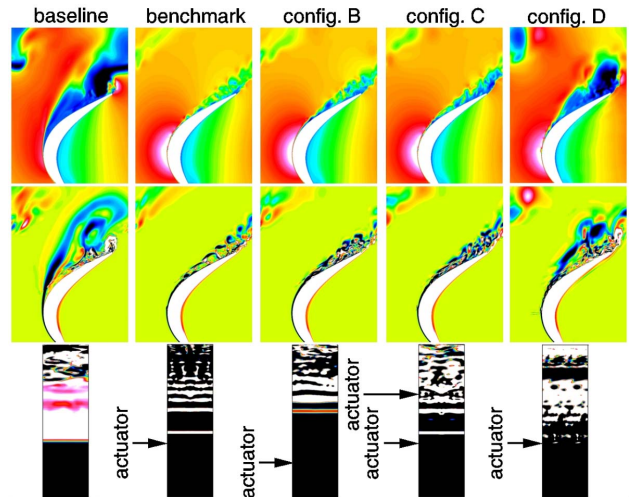 baseline
benchmark
config. B
config. C
config. D
actuator
actuator
actuator
actuator
actuator